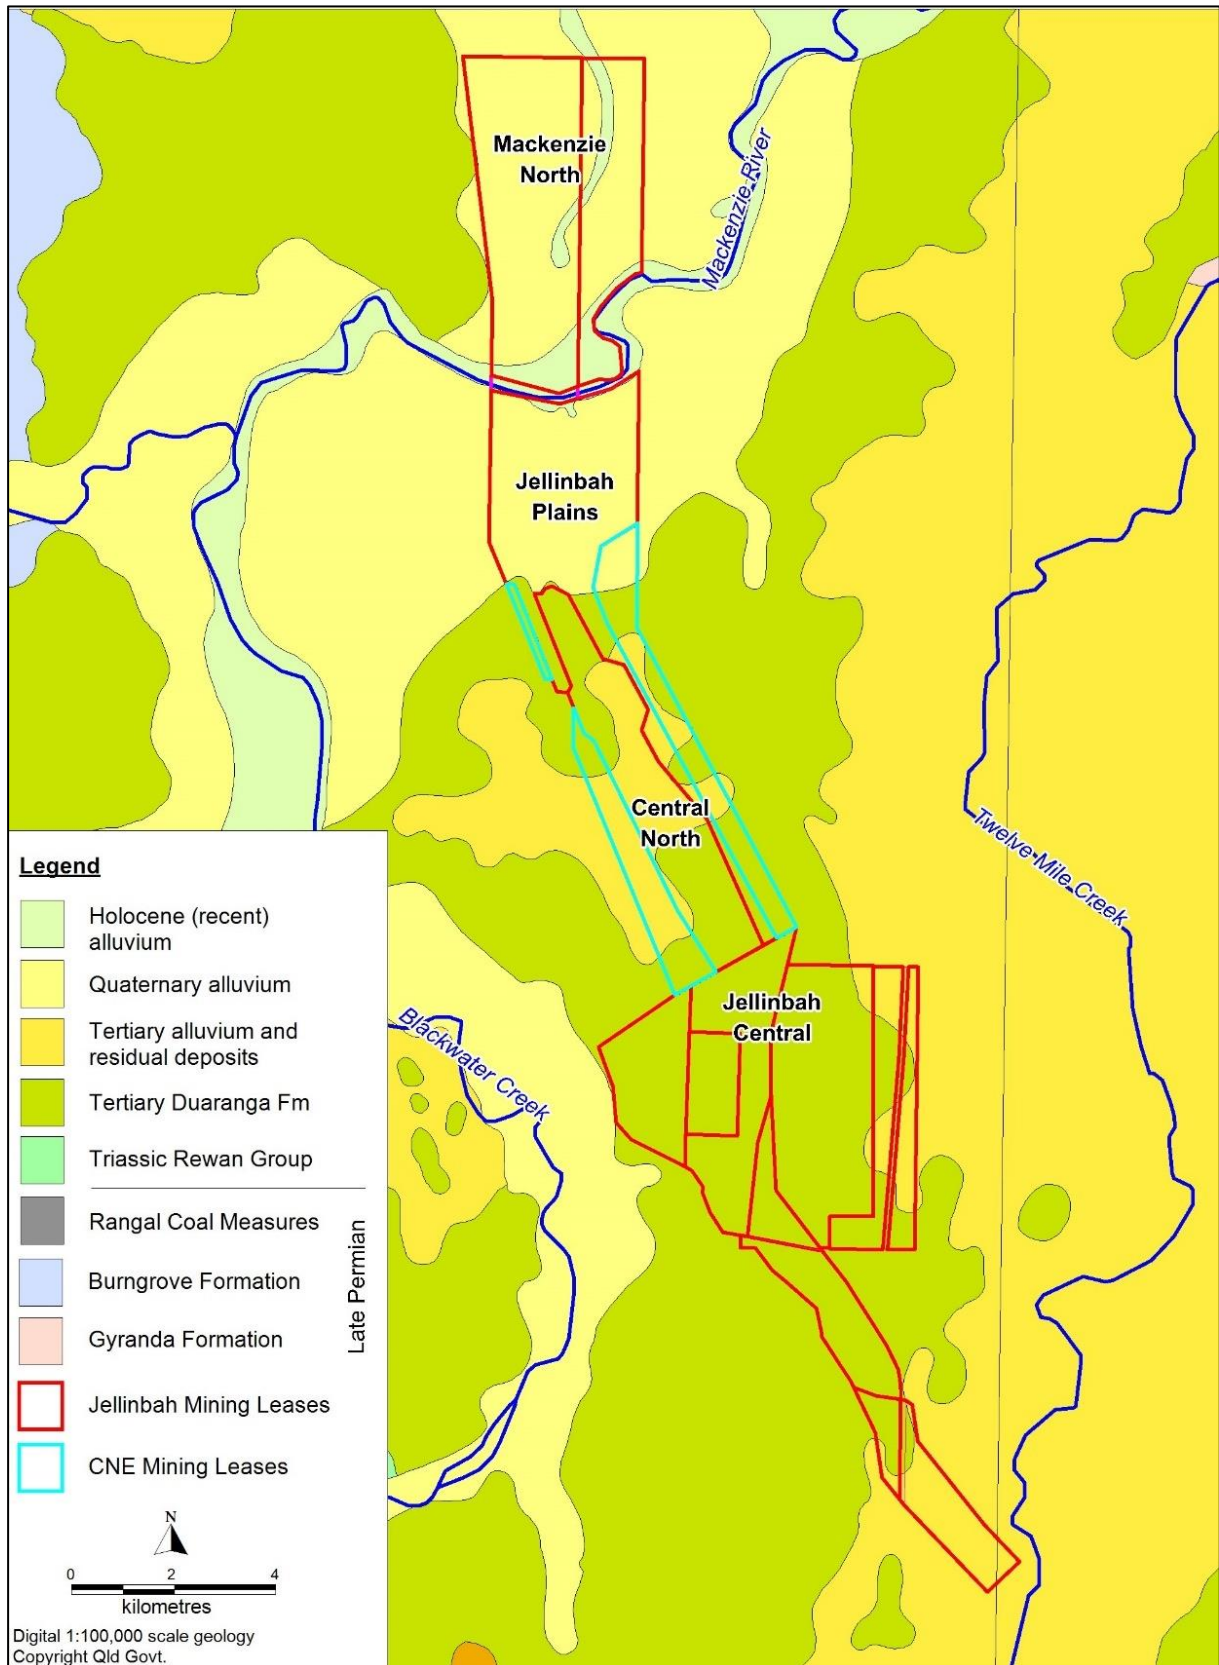 Mackenzie
North
Mackenzie River
Jellinbah
Plains
Central
North
Twelve Mile Creek
Jellinbah
Central
Blackwater Creek
Legend
Holocene (recent)
alluvium
Quaternary alluvium
Tertiary alluvium and
residual deposits
Tertiary Duaranga Fm
Triassic Rewan Group
Rangal Coal Measures
Burngrove Formation
Gyranda Formation
Late Permian
Jellinbah Mining Leases
CNE Mining Leases
N
0 2 4
kilometres
Digital 1:100,000 scale geology
Copyright Qld Govt.